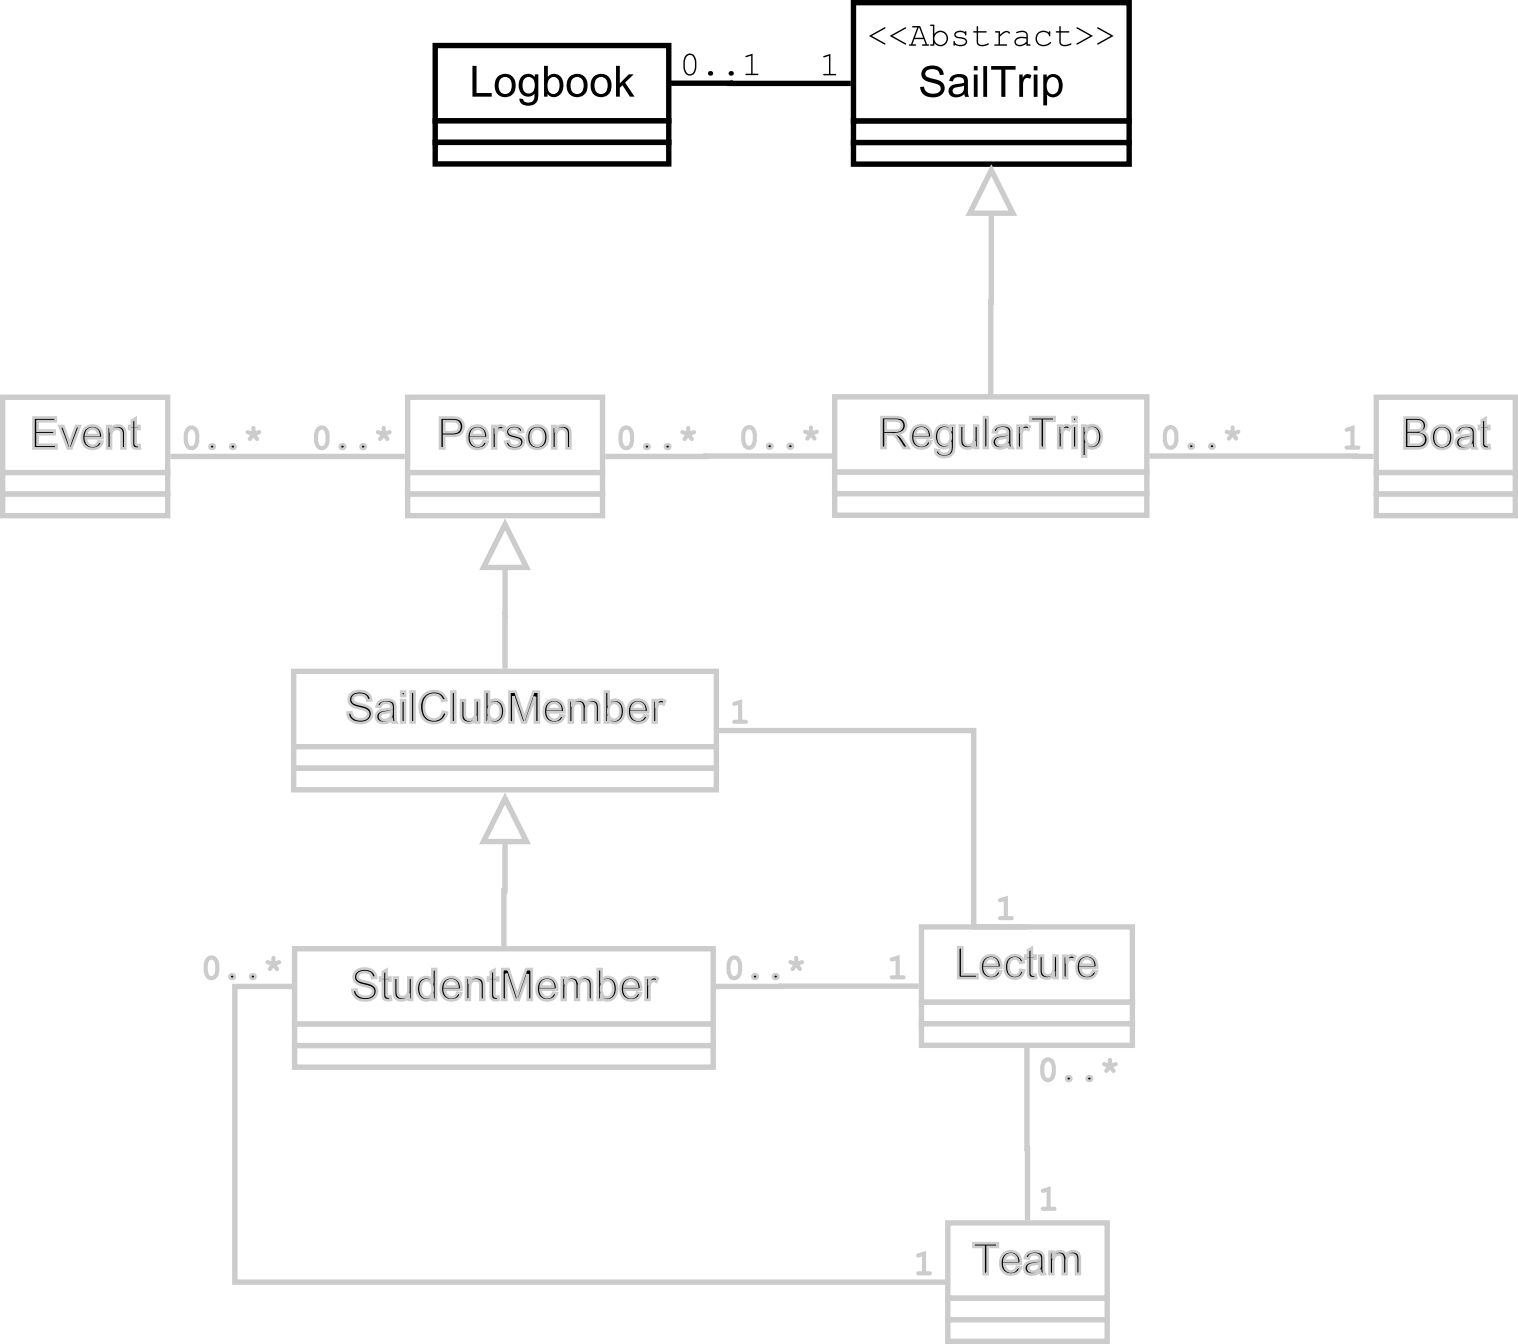 <<Abstract>>
Logbook 0..1 1 SailTrip
Event 0..* 0..* Person 0..* 0..* RegularTrip 0..* 1 Boat
SailClubMember 1
1
0..* StudentMember 0..* 1 Lecture
0..*
1
1 Team